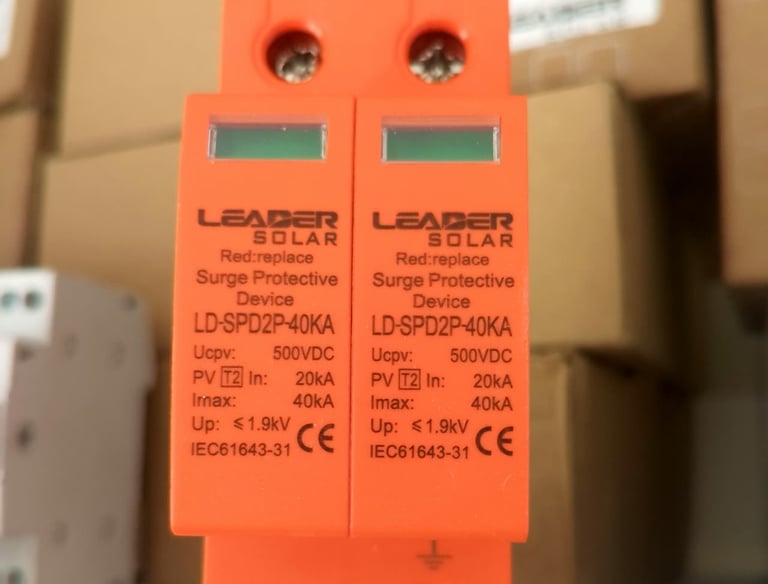 LEADER
LEADER
SOLAR
Red:replace
Surge Protective
Device
LD-SPD2P-40KA
Ucpv: 500VDC
PV T2 In: 20kA
Imax: 40kA
Up: ≤1.9kV
IEC61643-31 CE
LEADER
SOLAR
Red:replace
Surge Protective
Device
LD-SPD2P-40KA
Ucpv: 500VDC
PV T2 In: 20kA
Imax: 40kA
Up: ≤1.9kV
IEC61643-31 CE